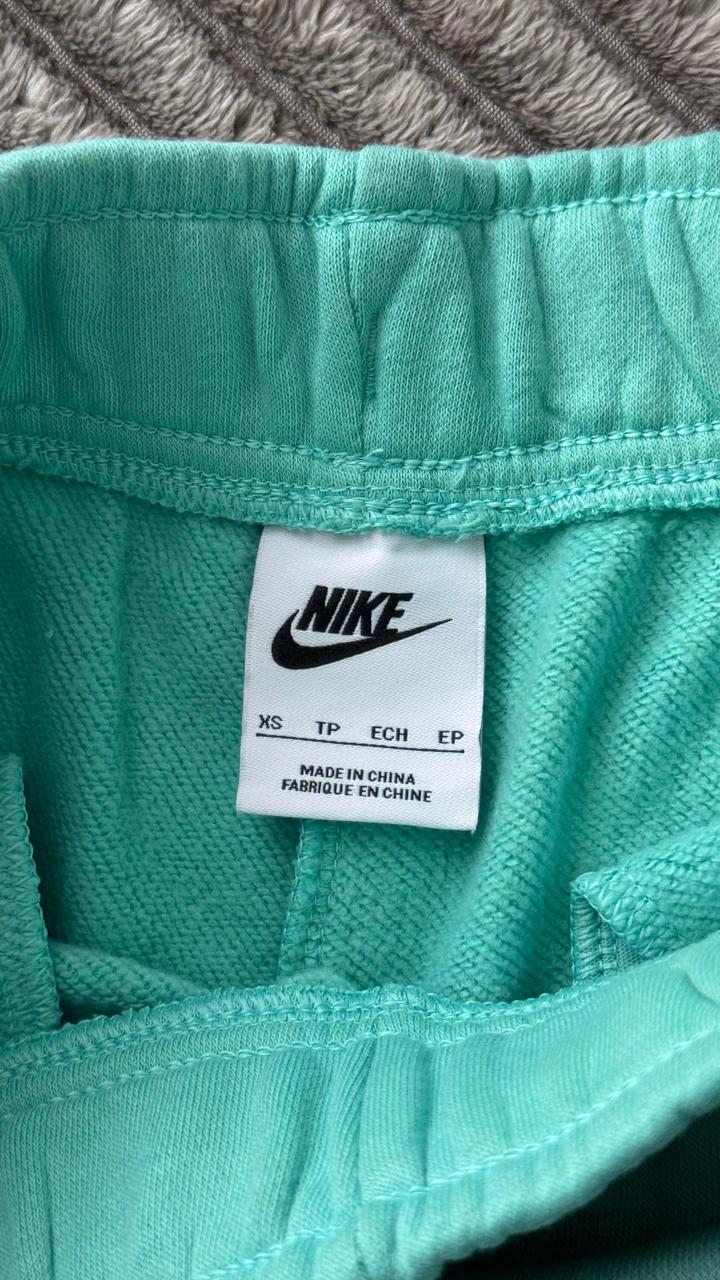 NIKE
XS TP ECH EP
MADE IN CHINA
FABRIQUE EN CHINE